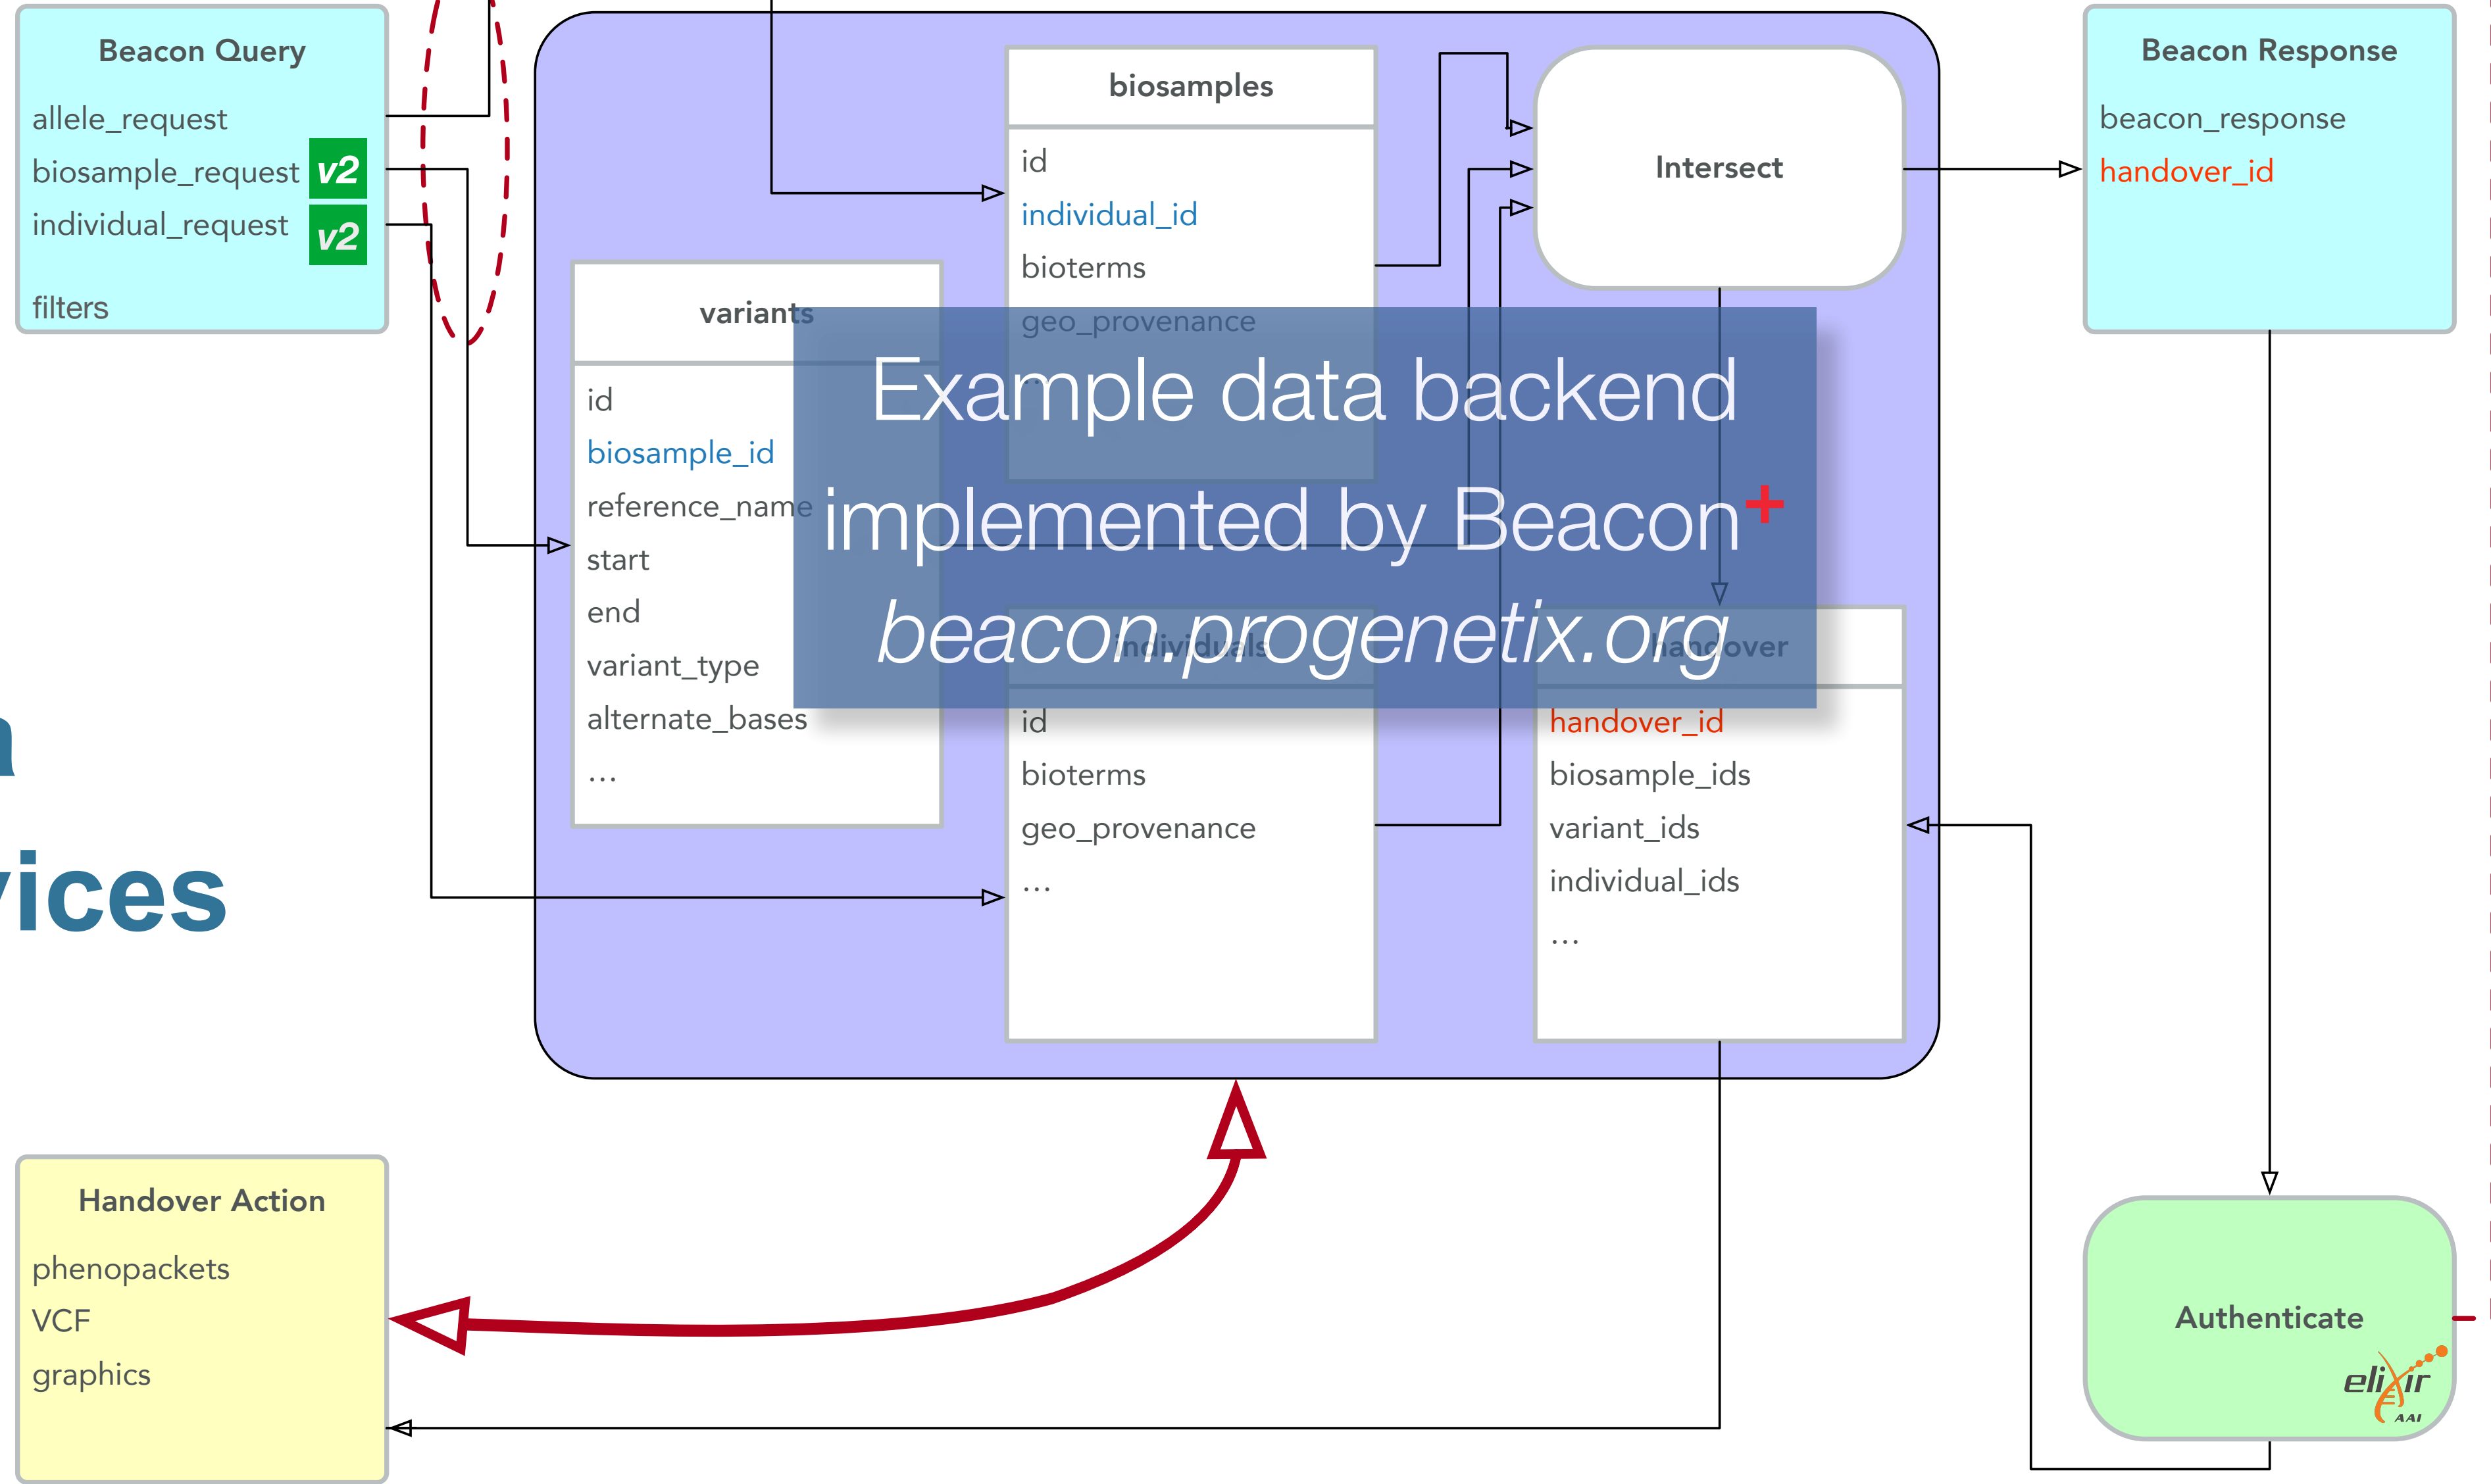 Beacon Query
allele_request
biosample_request v2
individual_request v2
filters
biosamples
id
individual_id
bioterms
geo_provenance
variants
id
biosample_id
reference_name
start
end
variant_type
alternate_bases
…
Intersect
Beacon Response
beacon_response
handover_id
Example data backend
implemented by Beacon+
beacon.progenetix.org
individuals
id
bioterms
geo_provenance
…
handover
handover_id
biosample_ids
variant_ids
individual_ids
…
vices
Handover Action
phenopackets
VCF
graphics
Authenticate
elixir
AAI